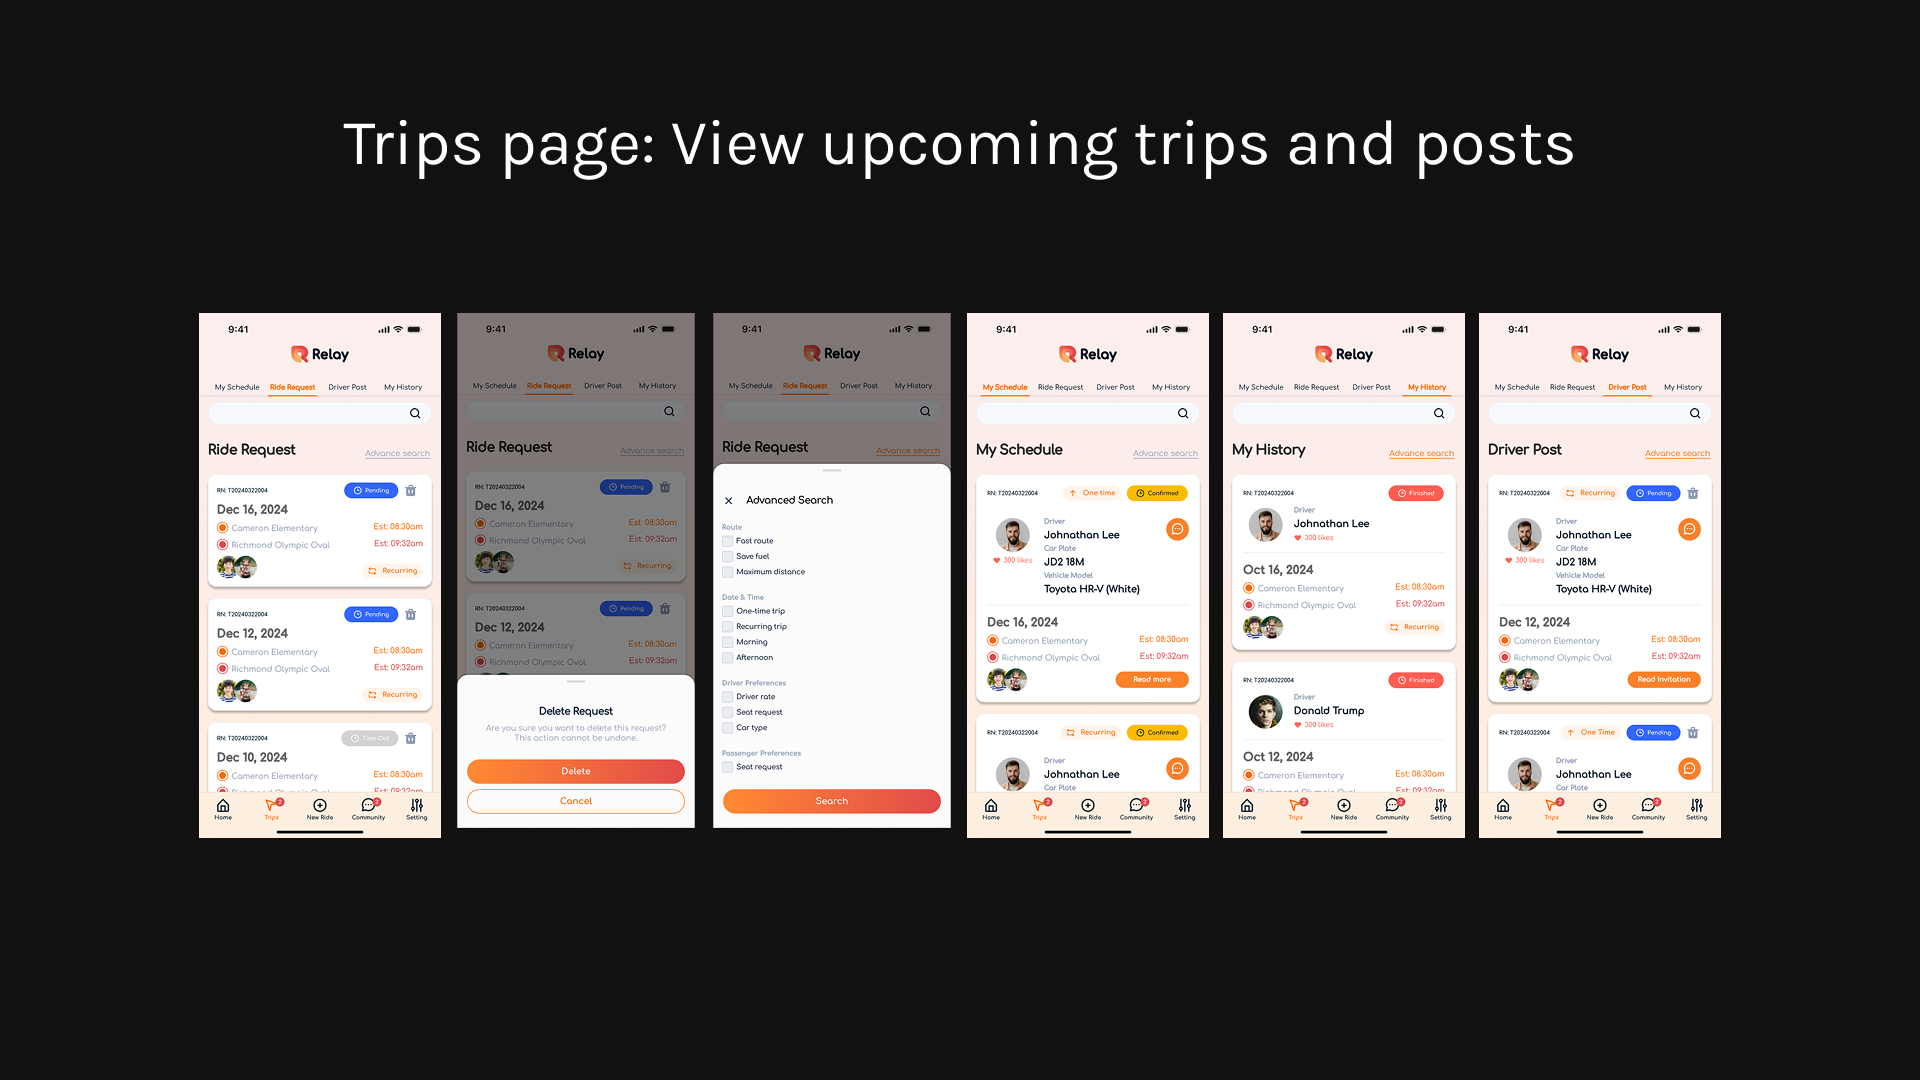 Trips page: View upcoming trips and posts
9:41
Relay
My Schedule Ride Request Driver Post My History
Ride Request
Advance search
RN: T20240322004 Pending
Dec 16, 2024
Cameron Elementary Est: 08:30am
Richmond Olympic Oval Est: 09:32am
Recurring
RN: T20240322004 Pending
Dec 12, 2024
Cameron Elementary Est: 08:30am
Richmond Olympic Oval Est: 09:32am
Recurring
RN: T20240322004 Time Out
Dec 10, 2024
Cameron Elementary Est: 08:30am
2 2
Home Trips New Ride Community Setting
9:41
Relay
My Schedule Ride Request Driver Post My History
Ride Request
Advance search
RN: T20240322004 Pending
Dec 16, 2024
Cameron Elementary Est: 08:30am
Richmond Olympic Oval Est: 09:32am
Recurring
RN: T20240322004 Pending
Dec 12, 2024
Cameron Elementary Est: 08:30am
Richmond Olympic Oval Est: 09:32am
Delete Request
Are you sure you want to delete this request?
This action cannot be undone.
Delete
Cancel
9:41
Relay
My Schedule Ride Request Driver Post My History
Ride Request
Advance search
Advanced Search
Route
Fast route
Save fuel
Maximum distance
Date & Time
One-time trip
Recurring trip
Morning
Afternoon
Driver Preferences
Driver rate
Seat request
Car type
Passenger Preferences
Seat request
Search
9:41
Relay
My Schedule Ride Request Driver Post My History
My Schedule
Advance search
RN: T20240322004 One time Confirmed
Driver
Johnathan Lee
Car Plate
300 likes JD2 18M
Vehicle Model
Toyota HR-V (White)
Dec 16, 2024
Cameron Elementary Est: 08:30am
Richmond Olympic Oval Est: 09:32am
Read more
RN: T20240322004 Recurring Confirmed
Driver
Johnathan Lee
Car Plate
2 2
Home Trips New Ride Community Setting
9:41
Relay
My Schedule Ride Request Driver Post My History
My History
Advance search
RN: T20240322004 Finished
Driver
Johnathan Lee
300 likes
Oct 16, 2024
Cameron Elementary Est: 08:30am
Richmond Olympic Oval Est: 09:32am
Recurring
RN: T20240322004 Finished
Driver
Donald Trump
300 likes
Oct 12, 2024
Cameron Elementary Est: 08:30am
Richmond Olympic Oval Est: 09:32am
2 2
Home Trips New Ride Community Setting
9:41
Relay
My Schedule Ride Request Driver Post My History
Driver Post
Advance search
RN: T20240322004 Recurring Pending
Driver
Johnathan Lee
Car Plate
300 likes JD2 18M
Vehicle Model
Toyota HR-V (White)
Dec 12, 2024
Cameron Elementary Est: 08:30am
Richmond Olympic Oval Est: 09:32am
Read Invitation
RN: T20240322004 One Time Pending
Driver
Johnathan Lee
Car Plate
2 2
Home Trips New Ride Community Setting